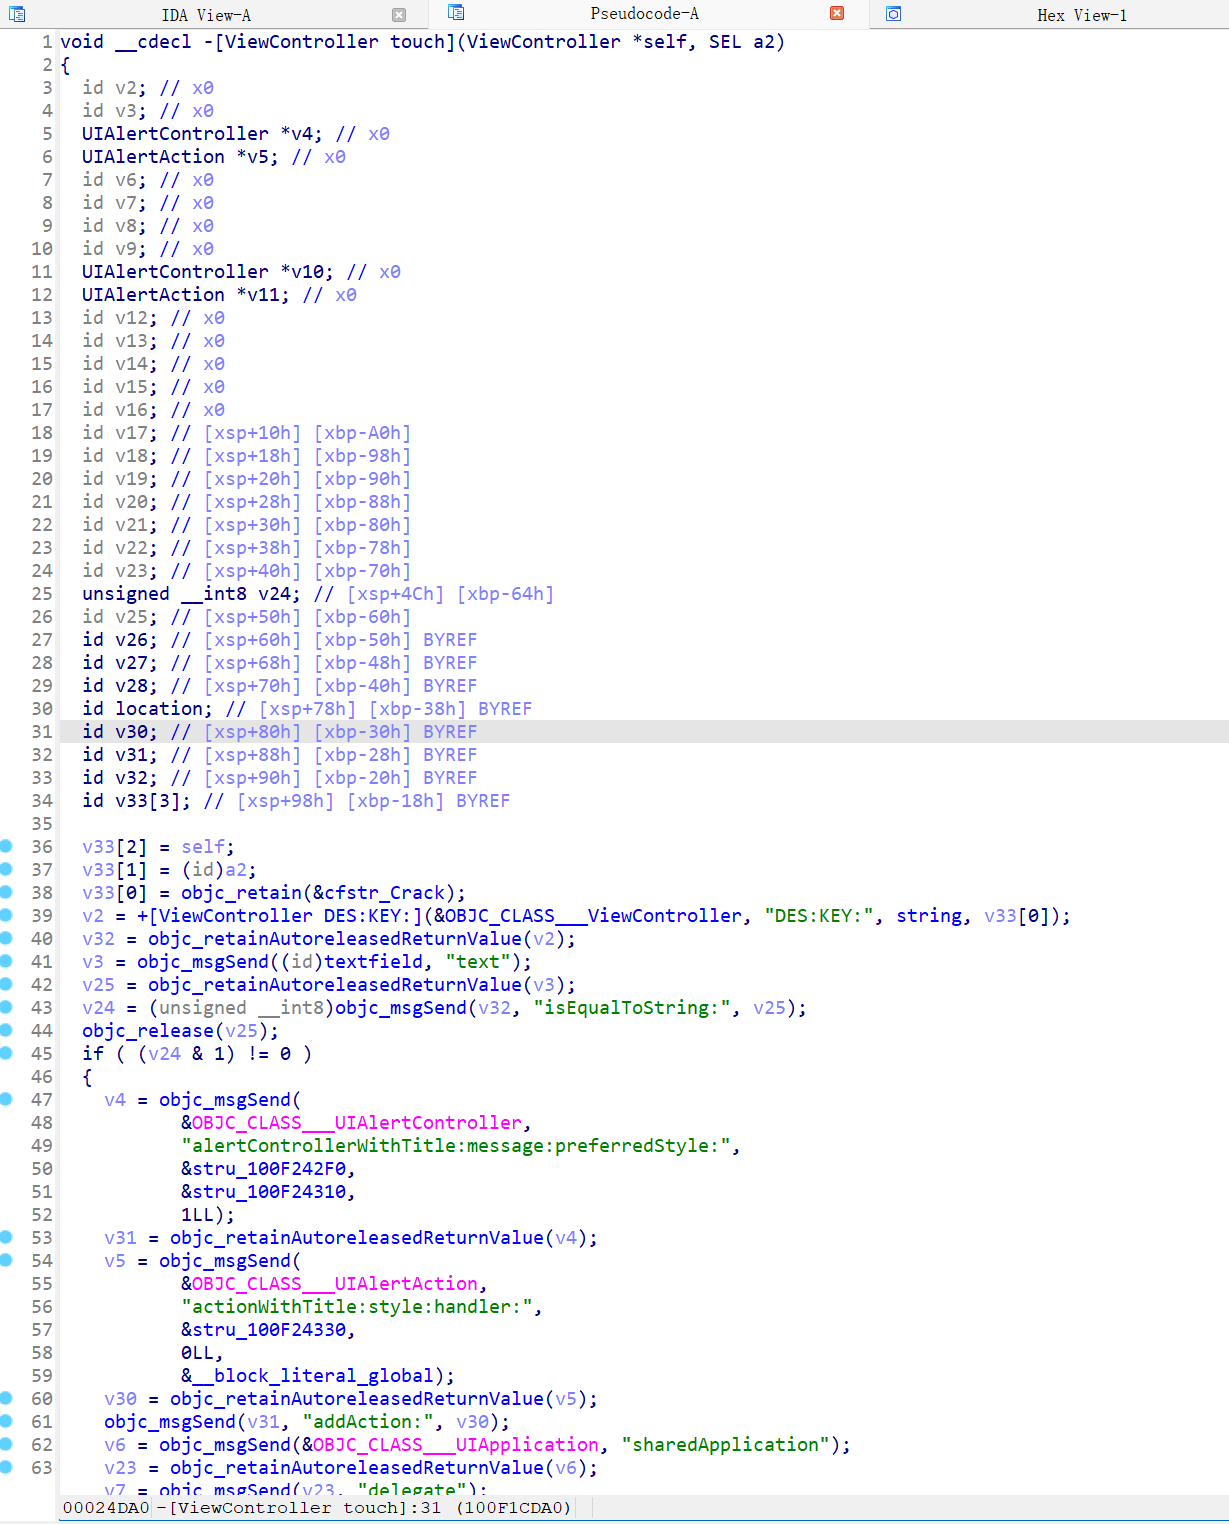 IDA View-A Pseudocode-A Hex View-1
1 void __cdecl -[ViewController touch](ViewController *self, SEL a2)
2 {
3 id v2; // x0
4 id v3; // x0
5 UIAlertController *v4; // x0
6 UIAlertAction *v5; // x0
7 id v6; // x0
8 id v7; // x0
9 id v8; // x0
10 id v9; // x0
11 UIAlertController *v10; // x0
12 UIAlertAction *v11; // x0
13 id v12; // x0
14 id v13; // x0
15 id v14; // x0
16 id v15; // x0
17 id v16; // x0
18 id v17; // [xsp+10h] [xbp-A0h]
19 id v18; // [xsp+18h] [xbp-98h]
20 id v19; // [xsp+20h] [xbp-90h]
21 id v20; // [xsp+28h] [xbp-88h]
22 id v21; // [xsp+30h] [xbp-80h]
23 id v22; // [xsp+38h] [xbp-78h]
24 id v23; // [xsp+40h] [xbp-70h]
25 unsigned __int8 v24; // [xsp+4Ch] [xbp-64h]
26 id v25; // [xsp+50h] [xbp-60h]
27 id v26; // [xsp+60h] [xbp-50h] BYREF
28 id v27; // [xsp+68h] [xbp-48h] BYREF
29 id v28; // [xsp+70h] [xbp-40h] BYREF
30 id location; // [xsp+78h] [xbp-38h] BYREF
31 id v30; // [xsp+80h] [xbp-30h] BYREF
32 id v31; // [xsp+88h] [xbp-28h] BYREF
33 id v32; // [xsp+90h] [xbp-20h] BYREF
34 id v33[3]; // [xsp+98h] [xbp-18h] BYREF
35
36 v33[2] = self;
37 v33[1] = (id)a2;
38 v33[0] = objc_retain(&cfstr_Crack);
39 v2 = +[ViewController DES:KEY:](&OBJC_CLASS___ViewController, "DES:KEY:", string, v33[0]);
40 v32 = objc_retainAutoreleasedReturnValue(v2);
41 v3 = objc_msgSend((id)textfield, "text");
42 v25 = objc_retainAutoreleasedReturnValue(v3);
43 v24 = (unsigned __int8)objc_msgSend(v32, "isEqualToString:", v25);
44 objc_release(v25);
45 if ( (v24 & 1) != 0 )
46 {
47 v4 = objc_msgSend(
48 &OBJC_CLASS___UIAlertController,
49 "alertControllerWithTitle:message:preferredStyle:",
50 &stru_100F242F0,
51 &stru_100F24310,
52 1LL);
53 v31 = objc_retainAutoreleasedReturnValue(v4);
54 v5 = objc_msgSend(
55 &OBJC_CLASS___UIAlertAction,
56 "actionWithTitle:style:handler:",
57 &stru_100F24330,
58 0LL,
59 &__block_literal_global);
60 v30 = objc_retainAutoreleasedReturnValue(v5);
61 objc_msgSend(v31, "addAction:", v30);
62 v6 = objc_msgSend(&OBJC_CLASS___UIApplication, "sharedApplication");
63 v23 = objc_retainAutoreleasedReturnValue(v6);
v7 = objc_msgSend(v23, "delegate");
00024DA0 -[ViewController touch]:31 (100F1CDA0)